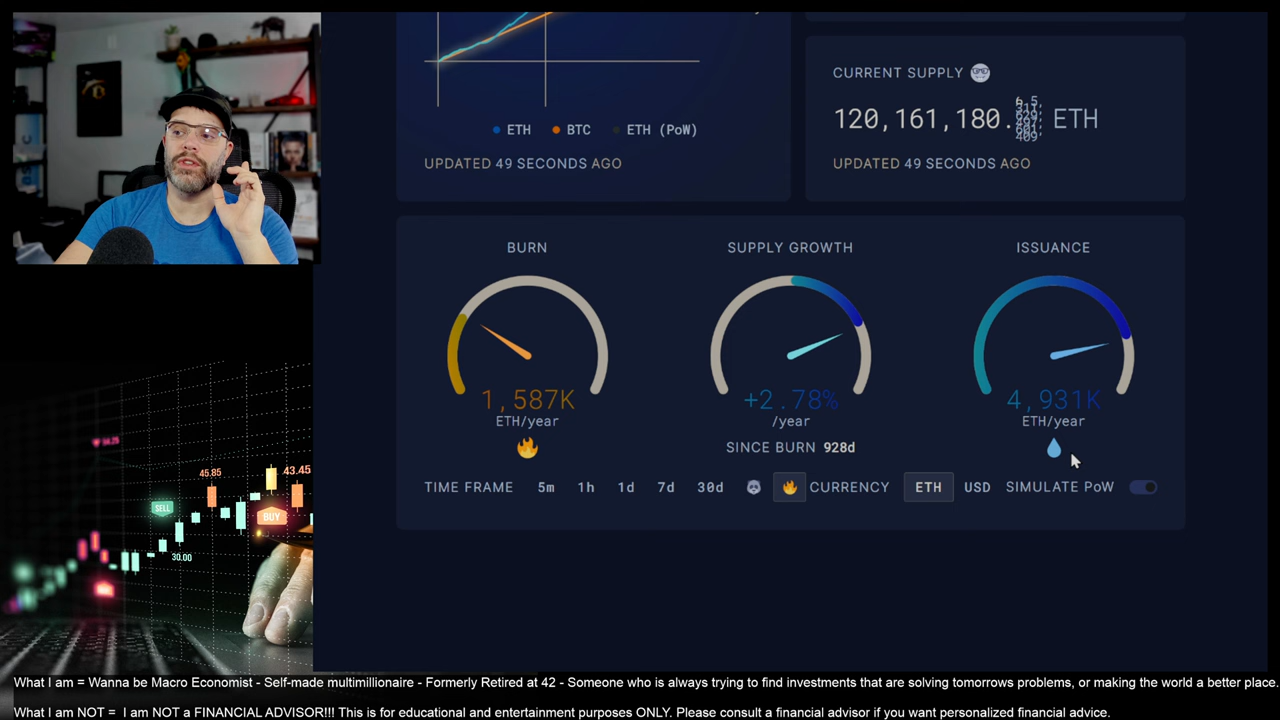 CURRENT SUPPLY
120,161,180. ETH
ETH BTC ETH (PoW)
UPDATED 49 SECONDS AGO
UPDATED 49 SECONDS AGO
BURN
SUPPLY GROWTH
ISSUANCE
1,587K
ETH/year
+2.78%
/year
4,931K
ETH/year
SINCE BURN 928d
TIME FRAME 5m 1h 1d 7d 30d CURRENCY ETH USD SIMULATE PoW
45.85
43.45
SELL
BUY
30.00
What I am = Wanna be Macro Economist - Self-made multimillionaire - Formerly Retired at 42 - Someone who is always trying to find investments that are solving tomorrows problems, or making the world a better place.
What I am NOT = I am NOT a FINANCIAL ADVISOR!!! This is for educational and entertainment purposes ONLY. Please consult a financial advisor if you want personalized financial advice.